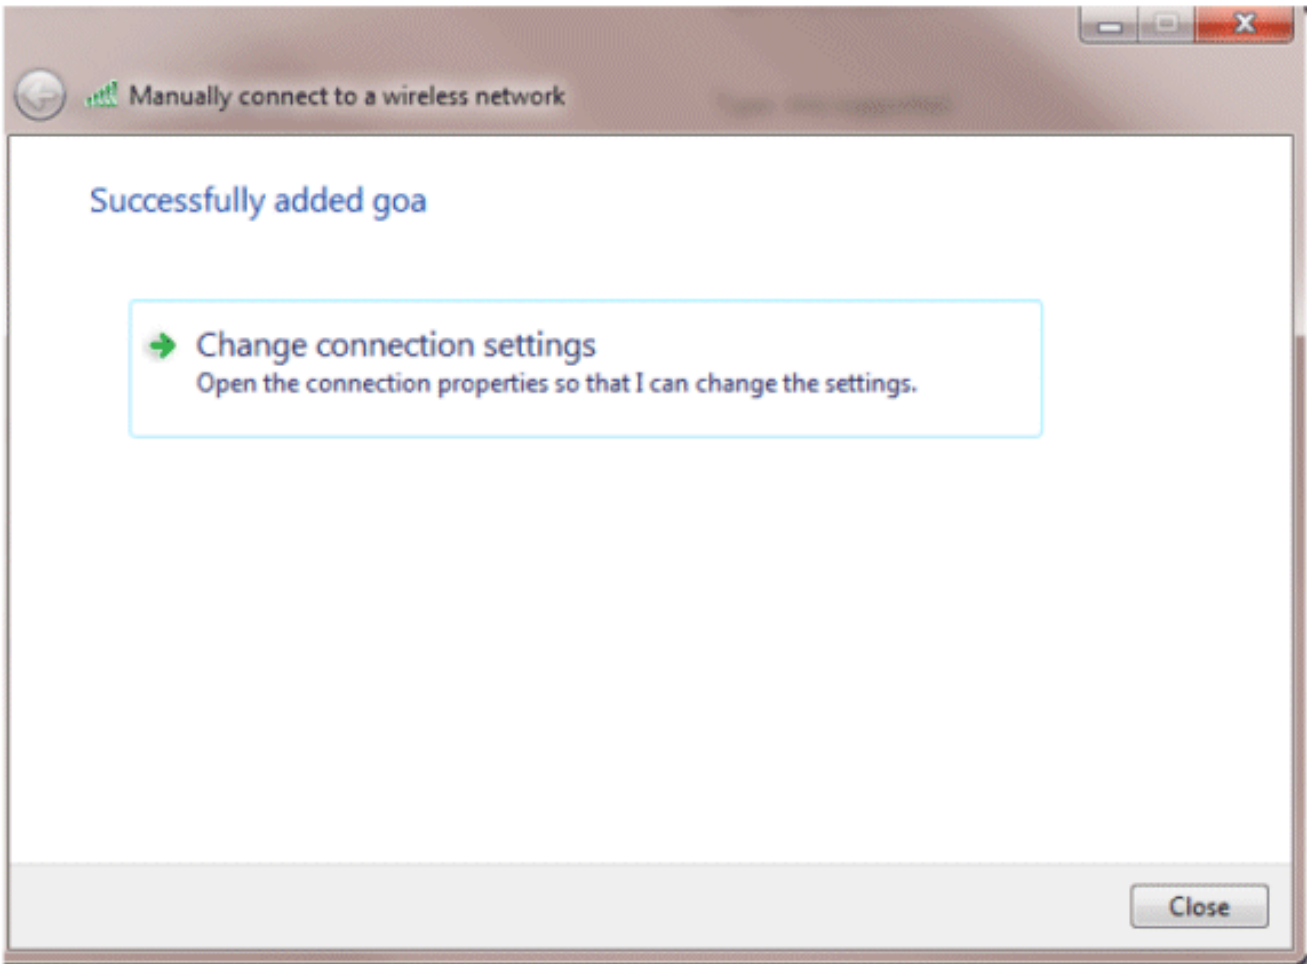 Manually connect to a wireless network
Successfully added goa
Change connection settings
Open the connection properties so that I can change the settings.
Close